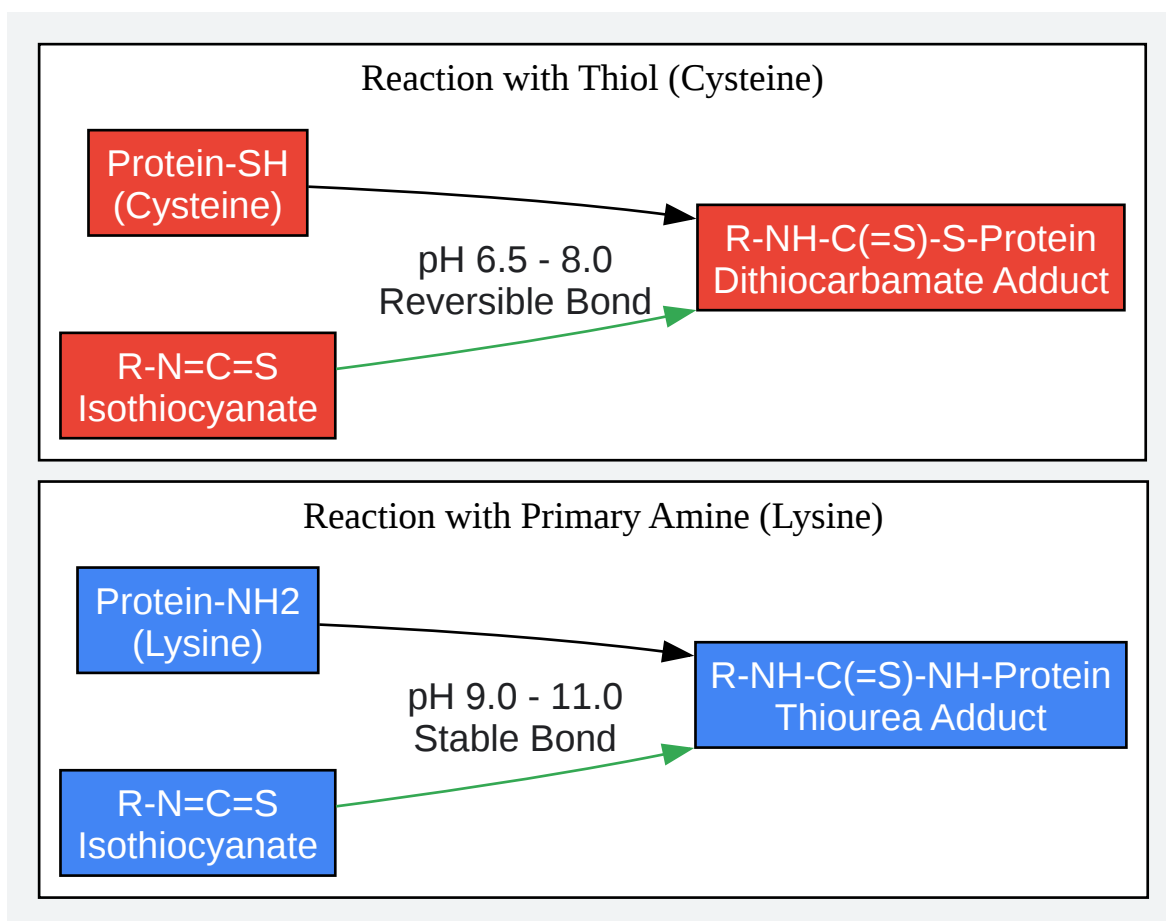 Reaction with Thiol (Cysteine)
Protein-SH
(Cysteine)
pH 6.5 - 8.0
Reversible Bond
R-NH-C(=S)-S-Protein
Dithiocarbamate Adduct
R-N=C=S
Isothiocyanate
Reaction with Primary Amine (Lysine)
Protein-NH2
(Lysine)
pH 9.0 - 11.0
Stable Bond
R-NH-C(=S)-NH-Protein
Thiourea Adduct
R-N=C=S
Isothiocyanate